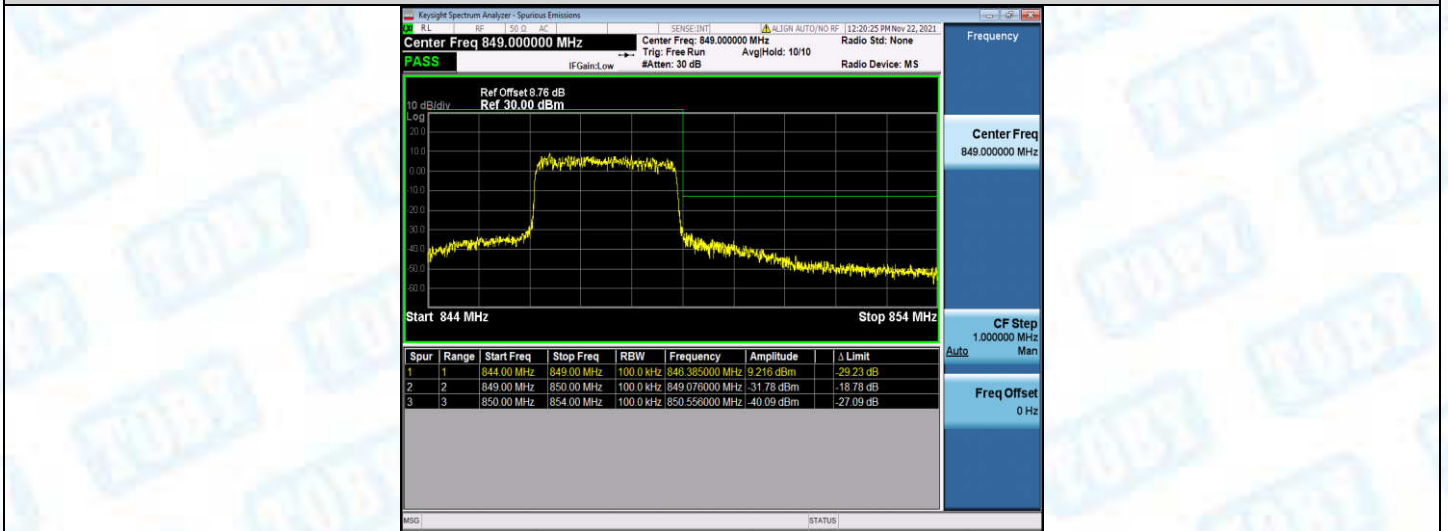 Keysight Spectrum Analyzer - Spurious Emissions
RL RF 50 Ω AC SENSE:INT ALIGN AUTO/NO RF 12:20:25 PM Nov 22, 2021
Center Freq 849.000000 MHz Center Freq: 849.000000 MHz Radio Std: None
PASS Trig: Free Run Avg|Hold: 10/10
IFGain:Low #Atten: 30 dB Radio Device: MS
Ref Offset 8.76 dB
10 dB/div Ref 30.00 dBm
Log
20.0
10.0
0.00
-10.0
-20.0
-30.0
-40.0
-50.0
-60.0
Start 844 MHz Stop 854 MHz
Spur Range Start Freq Stop Freq RBW Frequency Amplitude Δ Limit
1 1 844.00 MHz 849.00 MHz 100.0 kHz 846.385000 MHz 9.216 dBm -29.23 dB
2 2 849.00 MHz 850.00 MHz 100.0 kHz 849.076000 MHz -31.78 dBm -18.78 dB
3 3 850.00 MHz 854.00 MHz 100.0 kHz 850.556000 MHz -40.09 dBm -27.09 dB
MSG STATUS
Frequency
Center Freq
849.000000 MHz
CF Step
1.000000 MHz
Auto Man
Freq Offset
0 Hz